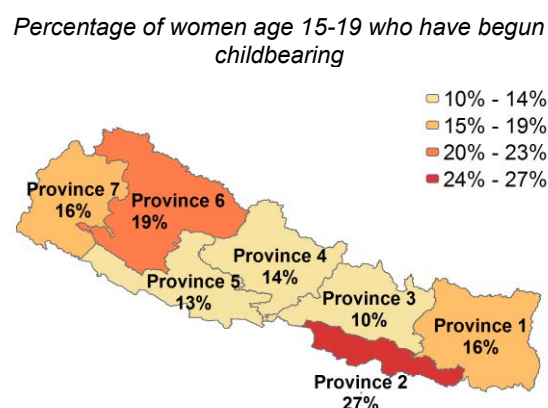 Percentage of women age 15-19 who have begun
childbearing
10% - 14%
15% - 19%
20% - 23%
24% - 27%
Province 7
16%
Province 6
19%
Province 5
13%
Province 4
14%
Province 3
10%
Province 1
16%
Province 2
27%